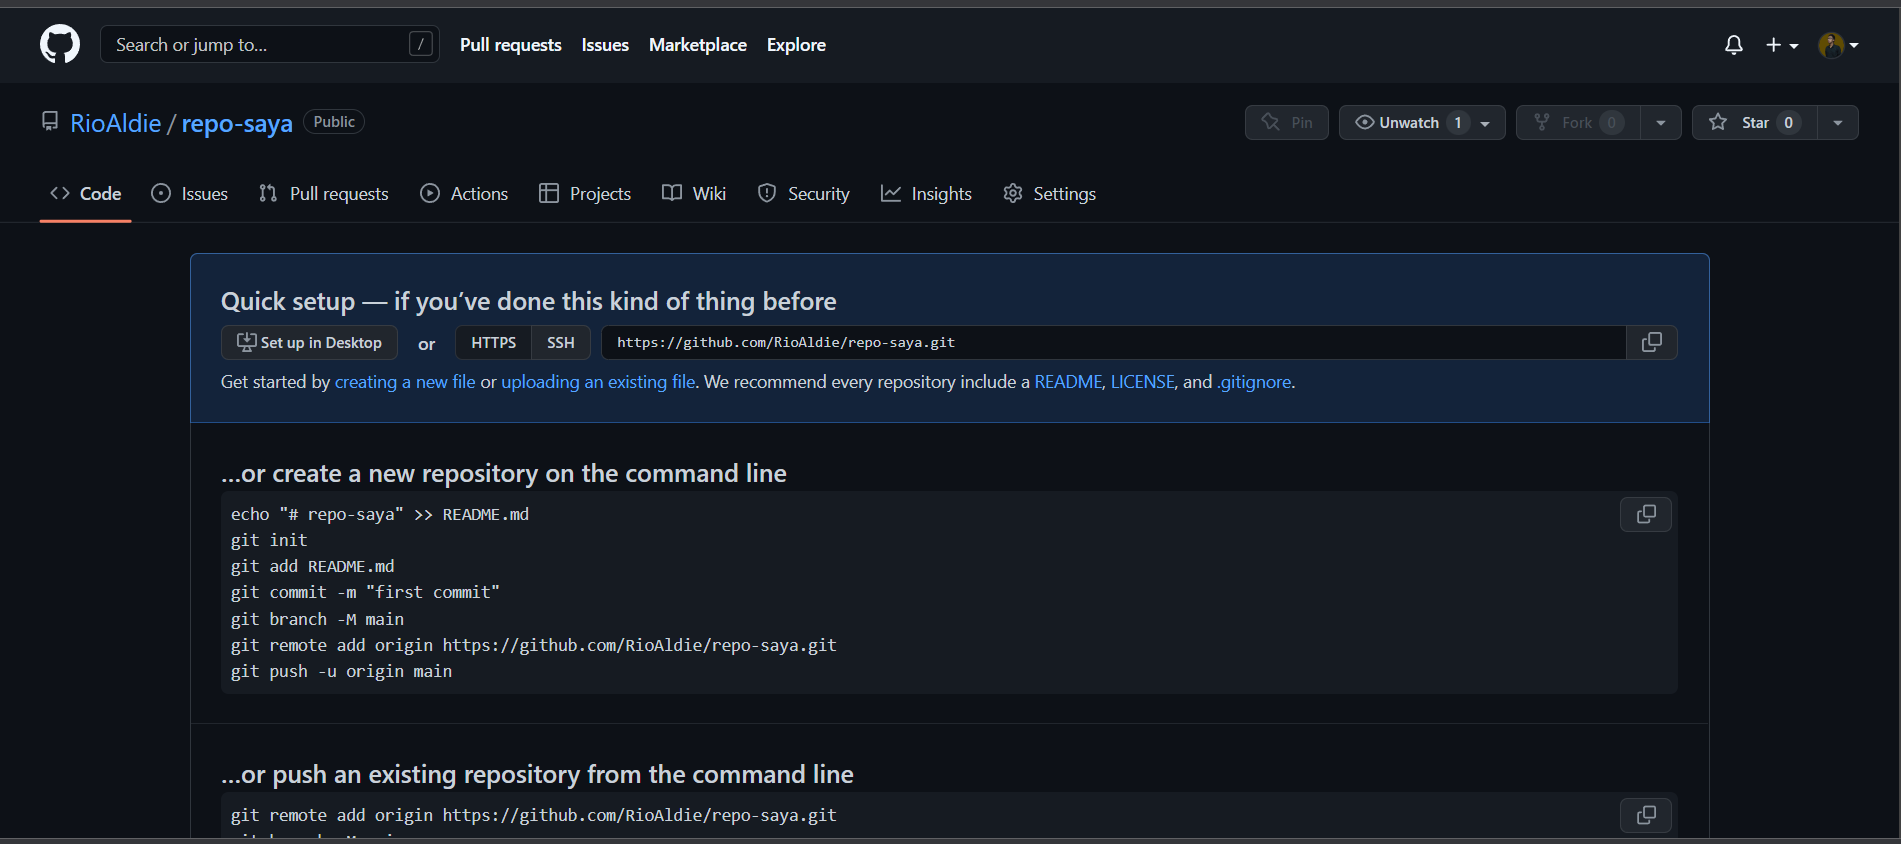 Search or jump to... /
Pull requests Issues Marketplace Explore
RioAldie / repo-saya Public
Pin Unwatch 1 Fork 0 Star 0
Code Issues Pull requests Actions Projects Wiki Security Insights Settings
Quick setup — if you’ve done this kind of thing before
Set up in Desktop or HTTPS SSH https://github.com/RioAldie/repo-saya.git
Get started by creating a new file or uploading an existing file. We recommend every repository include a README, LICENSE, and .gitignore.
…or create a new repository on the command line
echo "# repo-saya" >> README.md
git init
git add README.md
git commit -m "first commit"
git branch -M main
git remote add origin https://github.com/RioAldie/repo-saya.git
git push -u origin main
…or push an existing repository from the command line
git remote add origin https://github.com/RioAldie/repo-saya.git